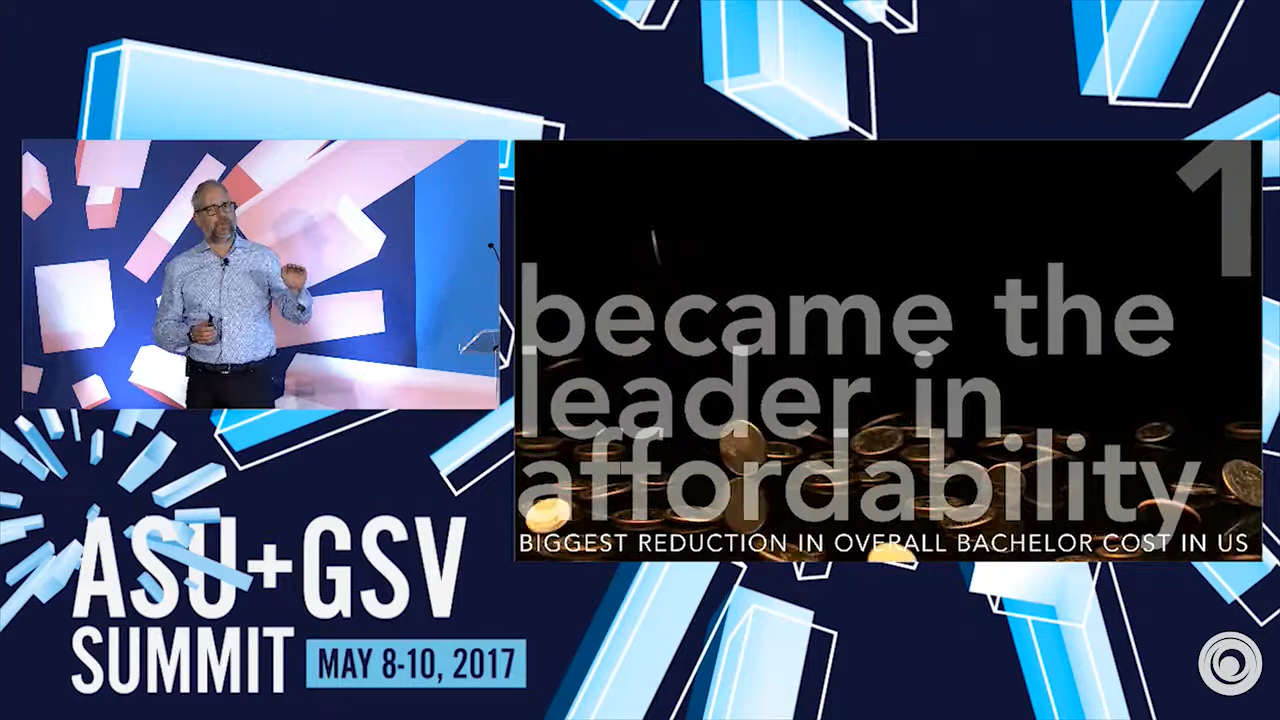 1
became the
leader in
affordability
BIGGEST REDUCTION IN OVERALL BACHELOR COST IN US
ASU+GSV
SUMMIT
MAY 8-10, 2017